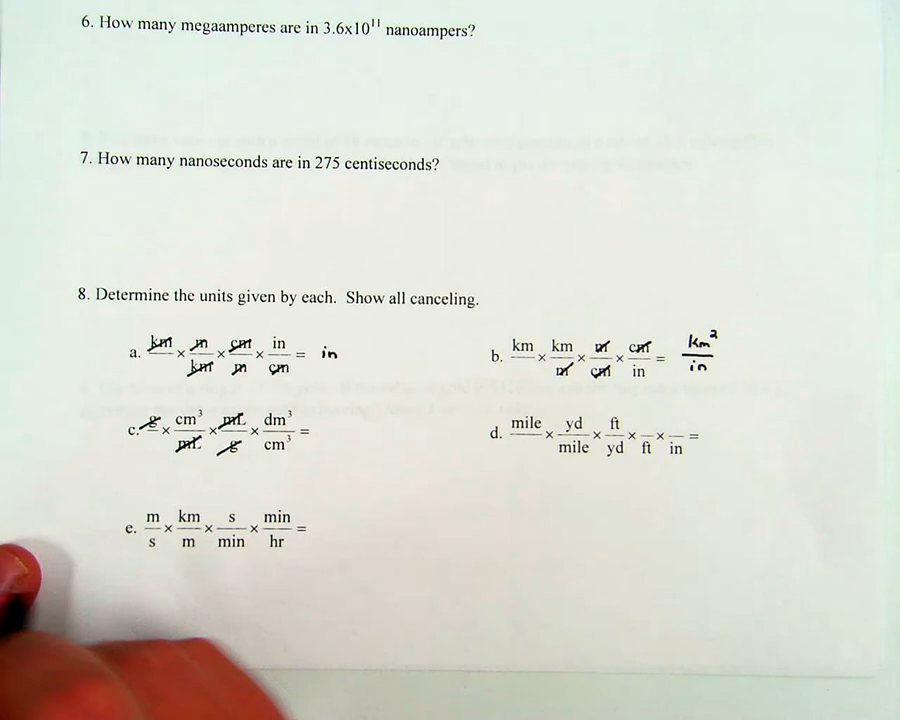 6. How many megaamperes are in 3.6x10¹¹ nanoampers?
7. How many nanoseconds are in 275 centiseconds?
8. Determine the units given by each. Show all canceling.
a. km × m/km × cm/m × in/cm = in
b. km × km/m × m/cm × cm/in = km²/in
c. g × cm³/mL × mL/g × dm³/cm³ =
d. mile × yd/mile × ft/yd × /ft × /in =
e. m/s × km/m × s/min × min/hr =